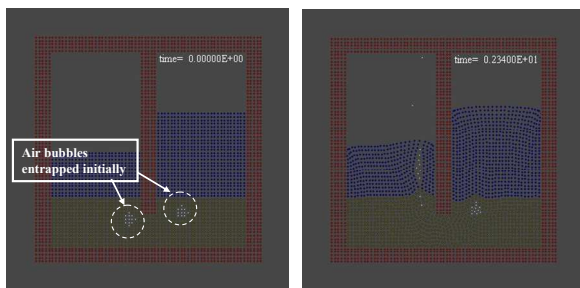 time= 0.00000E+00
Air bubbles
entrapped initially
time= 0.23400E+01